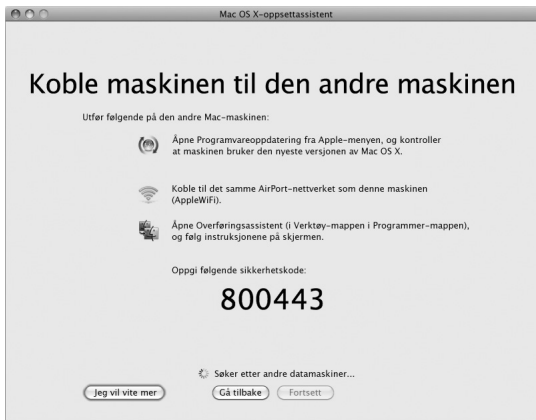 Mac OS X-oppsettassistent
Koble maskinen til den andre maskinen
Utfør følgende på den andre Mac-maskinen:
Åpne Programvareoppdatering fra Apple-menyen, og kontroller
at maskinen bruker den nyeste versjonen av Mac OS X.
Koble til det samme AirPort-nettverket som denne maskinen
(AppleWiFi).
Åpne Overføringsassistent (i Verktøy-mappen i Programmer-mappen),
og følg instruksjonene på skjermen.
Oppgi følgende sikkerhetskode:
800443
Søker etter andre datamaskiner...
Jeg vil vite mer Gå tilbake Fortsett